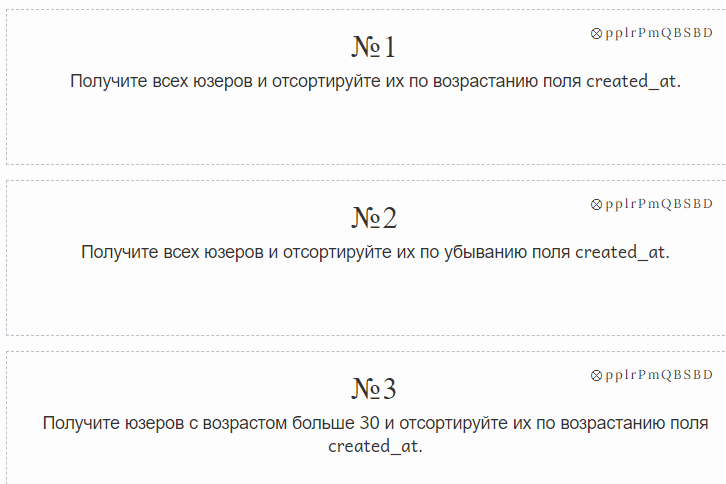 ⊗pplrPmQBSBD
№1
Получите всех юзеров и отсортируйте их по возрастанию поля created_at.
⊗pplrPmQBSBD
№2
Получите всех юзеров и отсортируйте их по убыванию поля created_at.
⊗pplrPmQBSBD
№3
Получите юзеров с возрастом больше 30 и отсортируйте их по возрастанию поля
created_at.